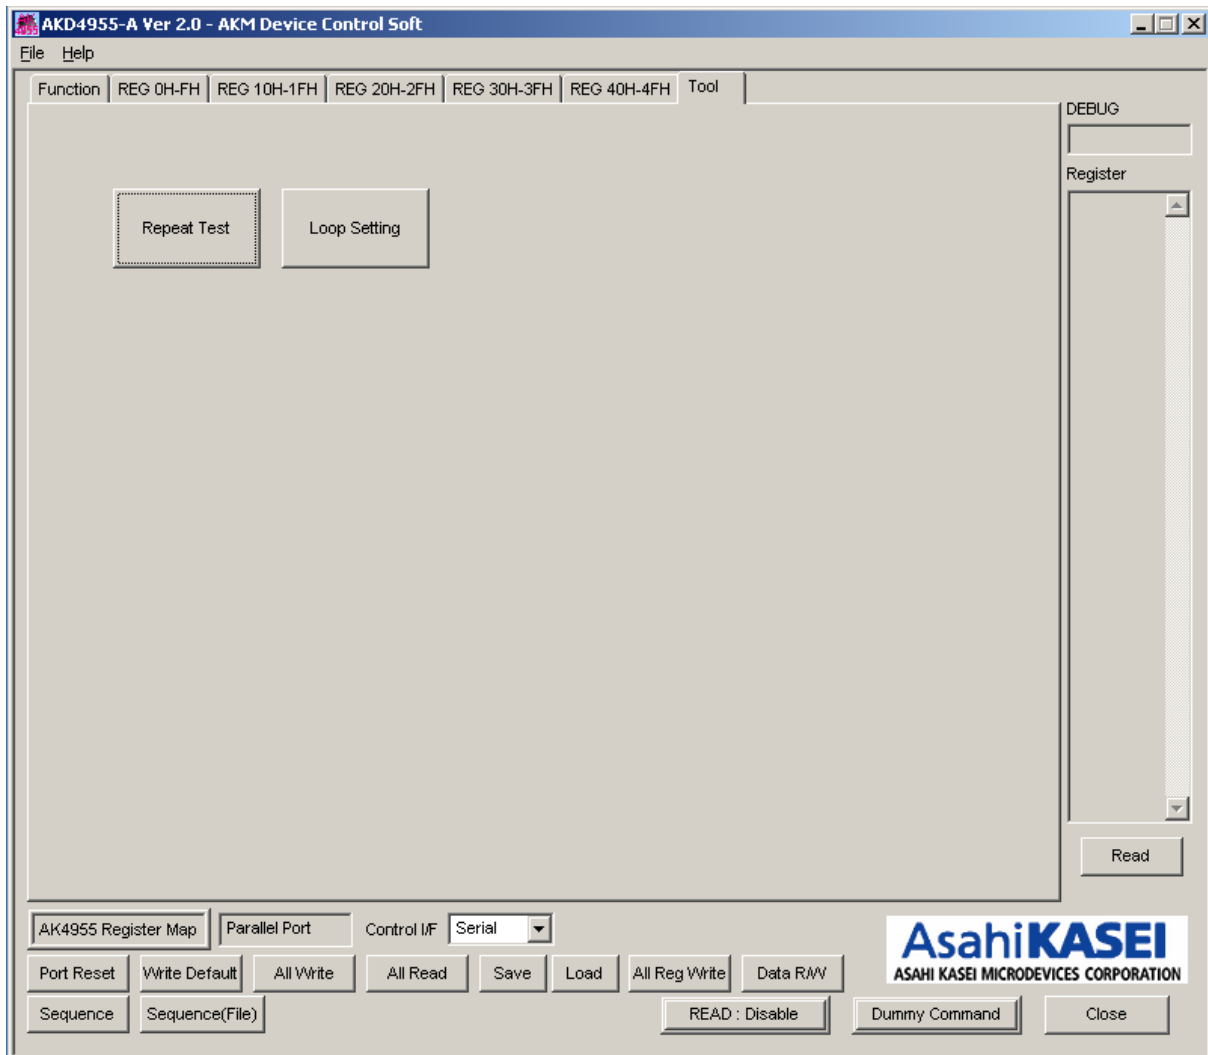 AKD4955-A Ver 2.0 - AKM Device Control Soft
File Help
Function REG 0H-FH REG 10H-1FH REG 20H-2FH REG 30H-3FH REG 40H-4FH Tool
DEBUG
Register
Repeat Test Loop Setting
Read
AK4955 Register Map Parallel Port Control I/F Serial
AsahiKASEI
ASAHI KASEI MICRODEVICES CORPORATION
Port Reset Write Default All Write All Read Save Load All Reg Write Data R/W
Sequence Sequence(File) READ : Disable Dummy Command Close